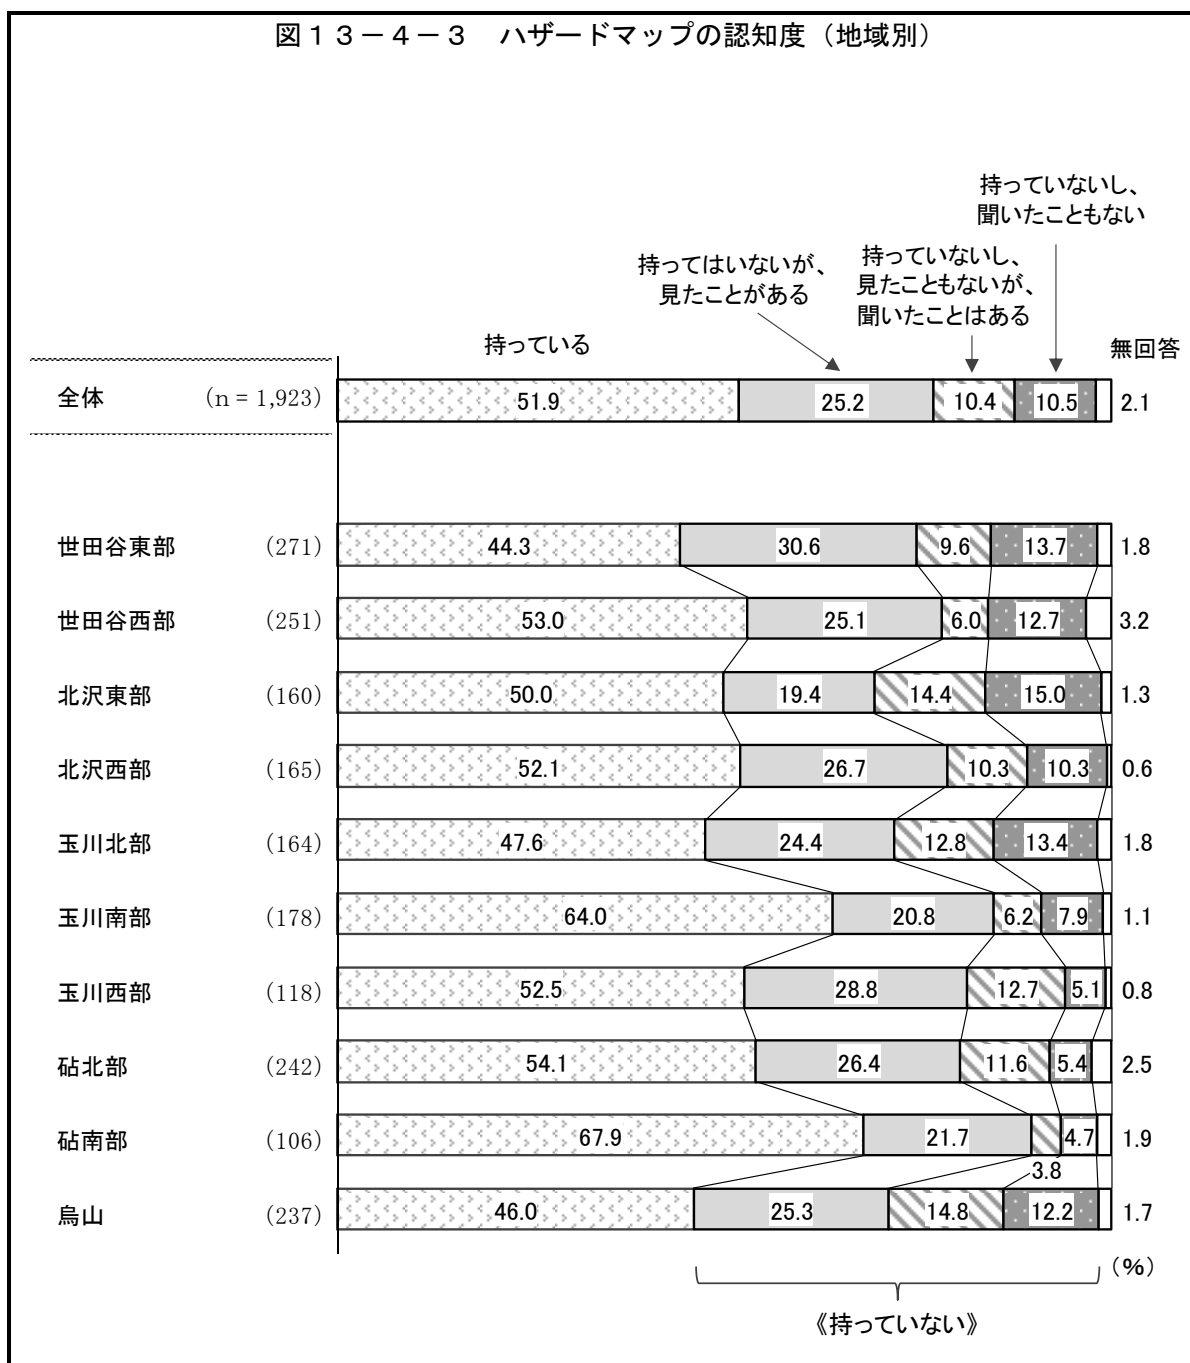 図13－4－3　ハザードマップの認知度（地域別）
持っていないし、
聞いたこともない
持ってはいないが、
見たことがある
持っていないし、
見たこともないが、
聞いたことはある
持っている
無回答
全体 (n = 1,923) 51.9 25.2 10.4 10.5 2.1
世田谷東部 (271) 44.3 30.6 9.6 13.7 1.8
世田谷西部 (251) 53.0 25.1 6.0 12.7 3.2
北沢東部 (160) 50.0 19.4 14.4 15.0 1.3
北沢西部 (165) 52.1 26.7 10.3 10.3 0.6
玉川北部 (164) 47.6 24.4 12.8 13.4 1.8
玉川南部 (178) 64.0 20.8 6.2 7.9 1.1
玉川西部 (118) 52.5 28.8 12.7 5.1 0.8
砧北部 (242) 54.1 26.4 11.6 5.4 2.5
砧南部 (106) 67.9 21.7 4.7 1.9
3.8
烏山 (237) 46.0 25.3 14.8 12.2 1.7
(%)
《持っていない》